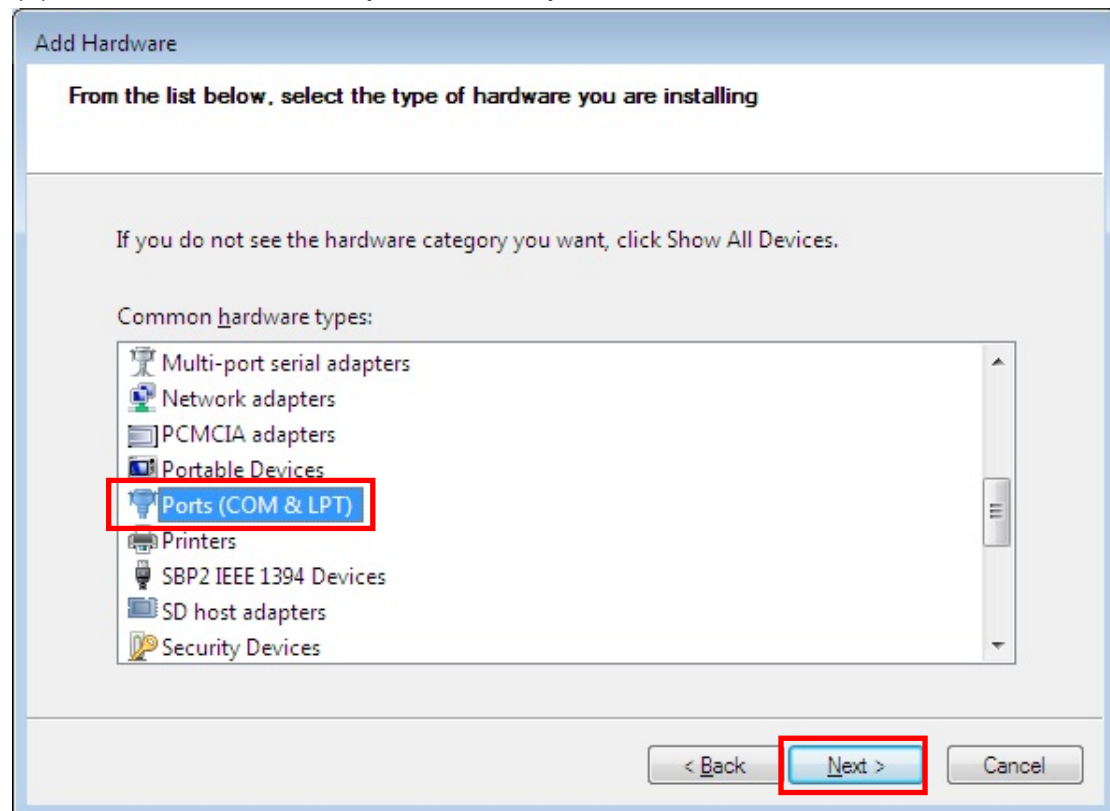 Add Hardware
From the list below, select the type of hardware you are installing
If you do not see the hardware category you want, click Show All Devices.
Common hardware types:
Multi-port serial adapters
Network adapters
PCMCIA adapters
Portable Devices
Ports (COM & LPT)
Printers
SBP2 IEEE 1394 Devices
SD host adapters
Security Devices
< Back Next > Cancel